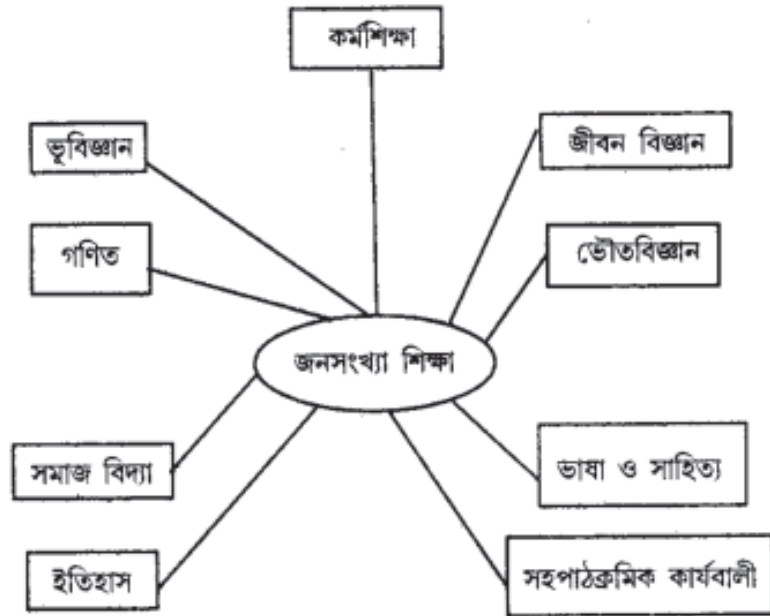 কর্মশিক্ষা
ভূবিজ্ঞান
জীবন বিজ্ঞান
গণিত
ভৌতবিজ্ঞান
জনসংখ্যা শিক্ষা
সমাজ বিদ্যা
ভাষা ও সাহিত্য
ইতিহাস
সহপাঠক্রমিক কার্যবালী